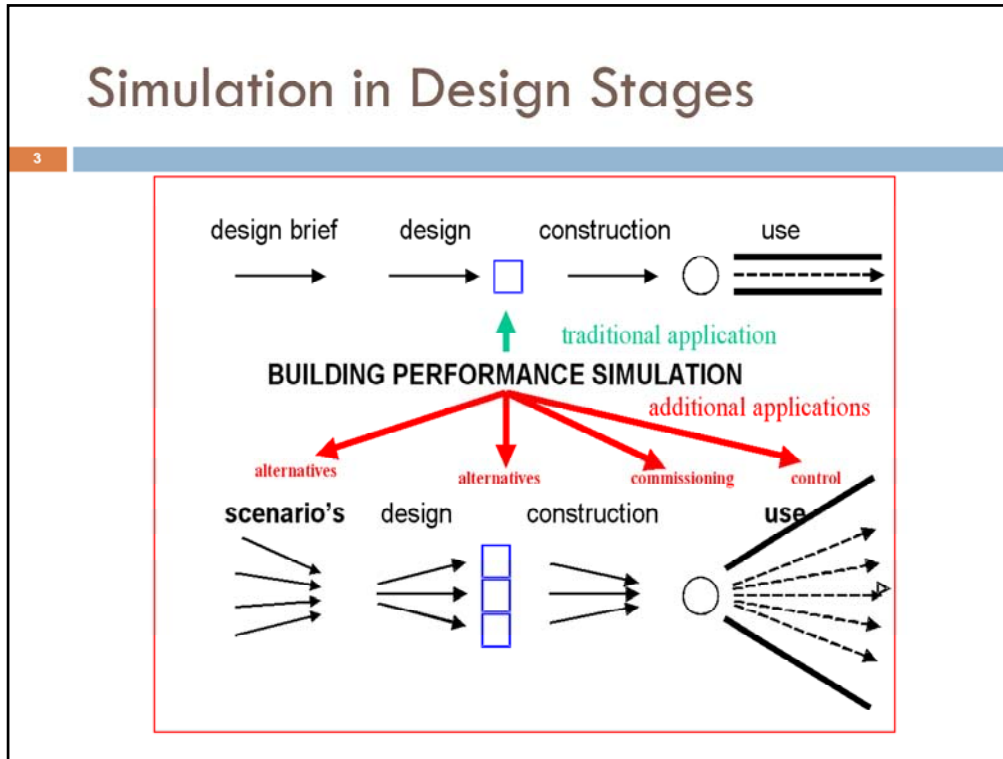 Simulation in Design Stages
3
design brief design construction use
traditional application
BUILDING PERFORMANCE SIMULATION
additional applications
alternatives alternatives commissioning control
scenario's design construction use